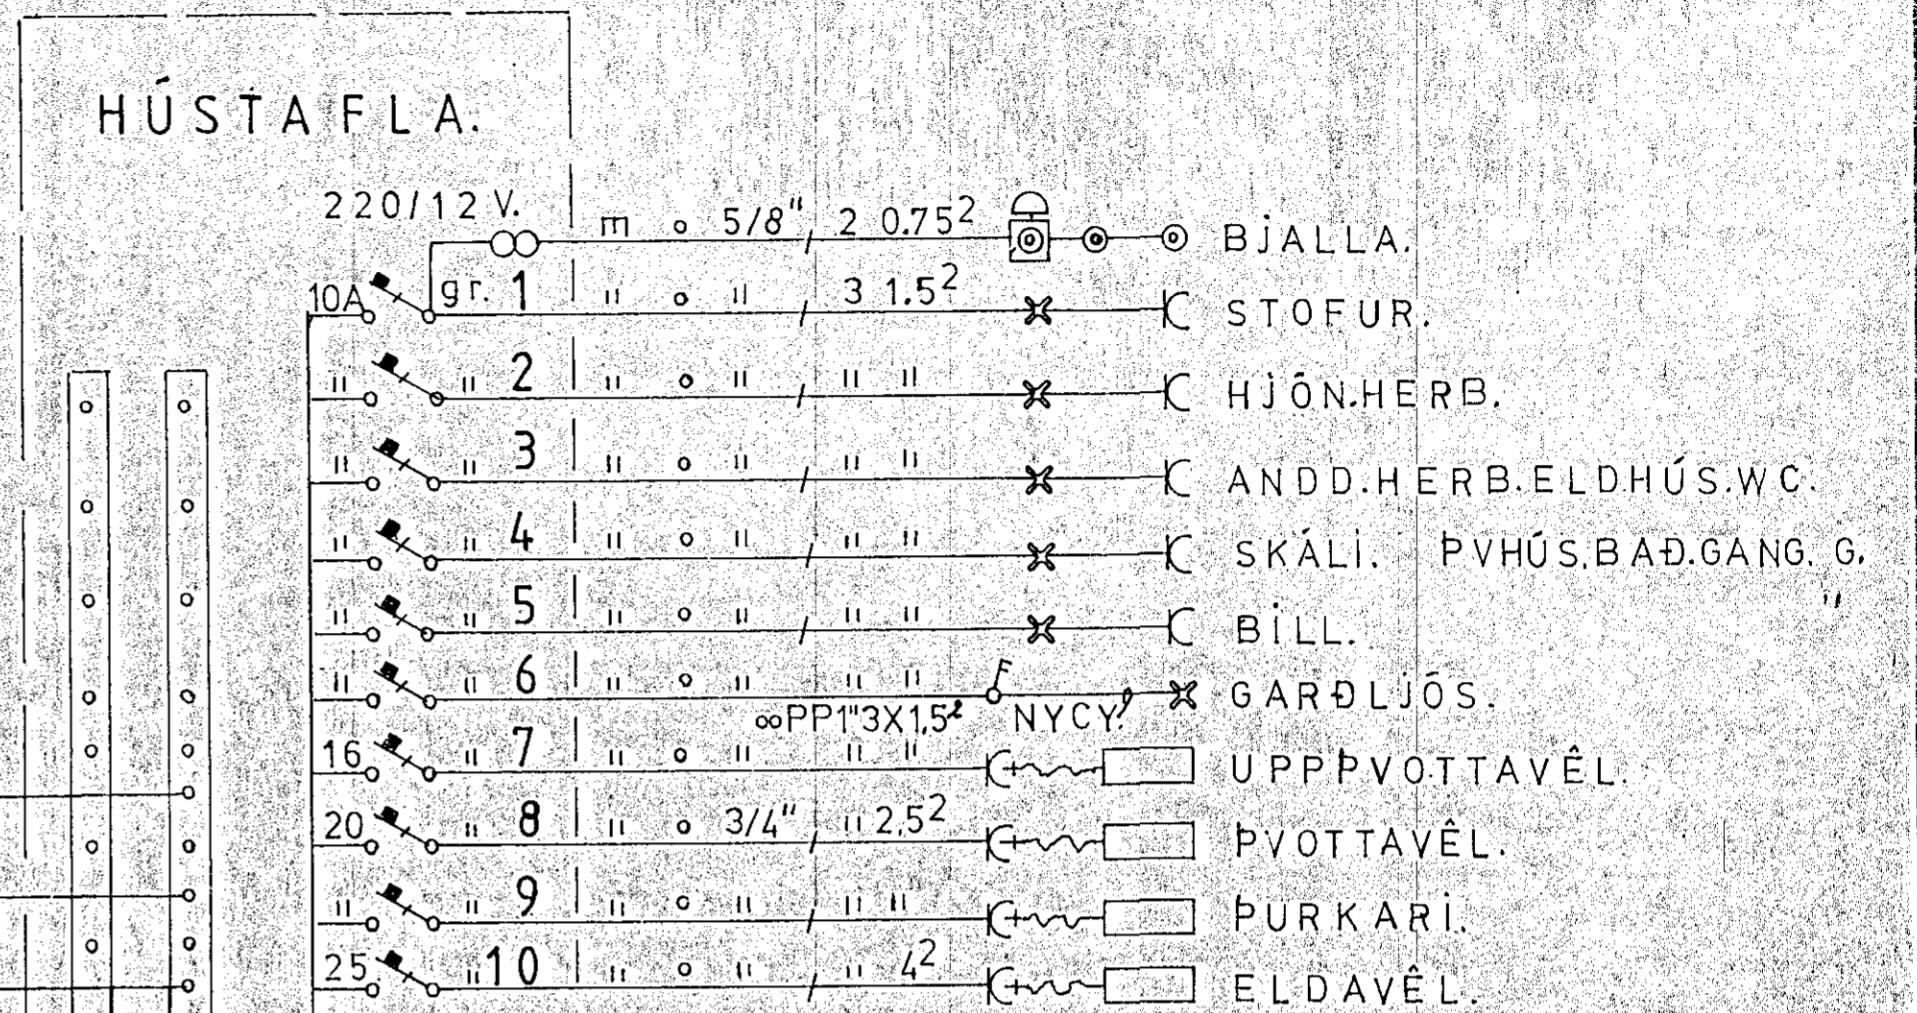 HÚSTAFLA.
220/12 V. m o 5/8" 2 0.75² BJALLA.
10A gr. 1 " o " 3 1.5² STOFUR.
" " 2 " o " " " HJÓN.HERB.
" " 3 " o " " " ANDD.HERB.ELDHÚS.WC.
" " 4 " o " " " SKÁLI. ÞVHÚS.BAÐ.GANG. G.
"
" " 5 " o " " " BÍLL.
" " 6 " o " " " F GARÐLJÓS.
∞PP1"3X1,5² NYCY
16 " 7 " o " " " UPPÞVOTTAVÉL.
20 " 8 " o 3/4" " 2,5² ÞVOTTAVÉL.
" " 9 " o " " " ÞURKARI.
25 " 10 " o " " 4² ELDAVÉL.